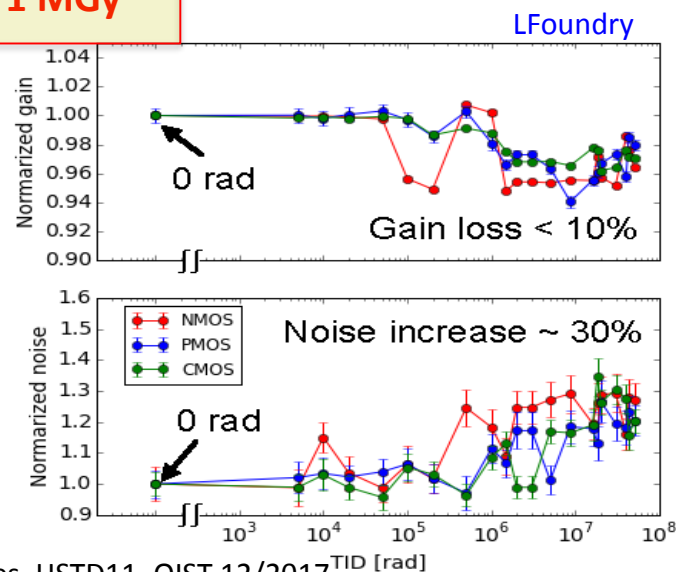 1 MGy
LFoundry
Normarized gain
1.04
1.02
1.00
0.98
0.96
0.94
0.92
0.90
0 rad
Gain loss < 10%
Normarized noise
1.6
1.5
1.4
1.3
1.2
1.1
1.0
0.9
NMOS
PMOS
CMOS
Noise increase ~ 30%
0 rad
10³ 10⁴ 10⁵ 10⁶ 10⁷ 10⁸
TID [rad]
12/2017